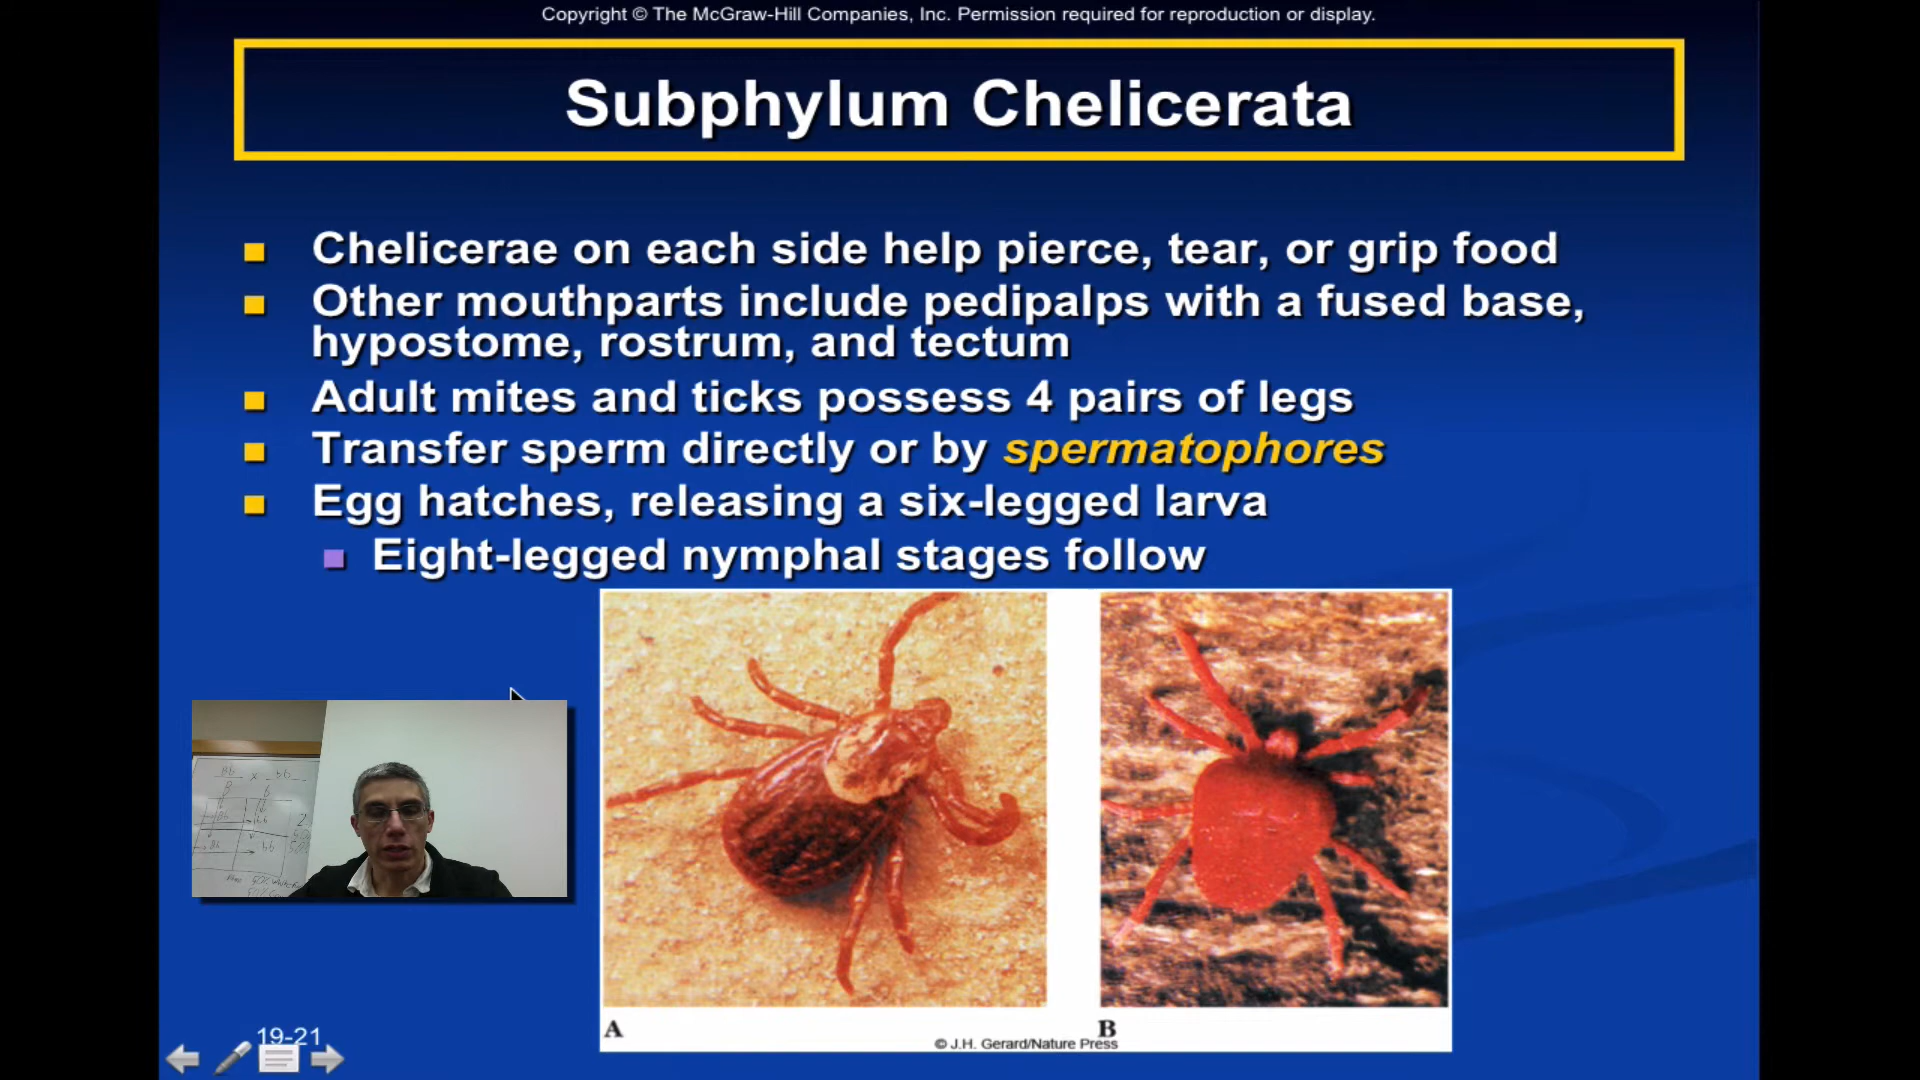 Copyright © The McGraw-Hill Companies, Inc. Permission required for reproduction or display.
Subphylum Chelicerata
Chelicerae on each side help pierce, tear, or grip food
Other mouthparts include pedipalps with a fused base,
hypostome, rostrum, and tectum
Adult mites and ticks possess 4 pairs of legs
Transfer sperm directly or by spermatophores
Egg hatches, releasing a six-legged larva
Eight-legged nymphal stages follow
Bb x bb
A
B
© J.H. Gerard/Nature Press
19-21